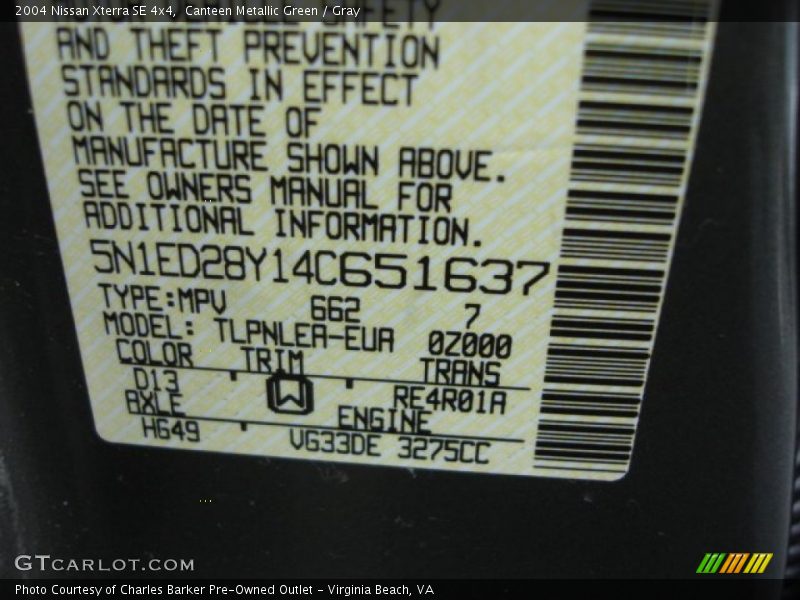 2004 Nissan Xterra SE 4x4, Canteen Metallic Green / Gray
AND THEFT PREVENTION
STANDARDS IN EFFECT
ON THE DATE OF
MANUFACTURE SHOWN ABOVE.
SEE OWNERS MANUAL FOR
ADDITIONAL INFORMATION.
5N1ED28Y14C651637
TYPE:MPV 662 7
MODEL: TLPNLEA-EUA 0Z000
COLOR TRIM TRANS
D13 W RE4R01A
AXLE ENGINE
HG49 VG33DE 3275CC
GTCARLOT.COM
Photo Courtesy of Charles Barker Pre-Owned Outlet - Virginia Beach, VA